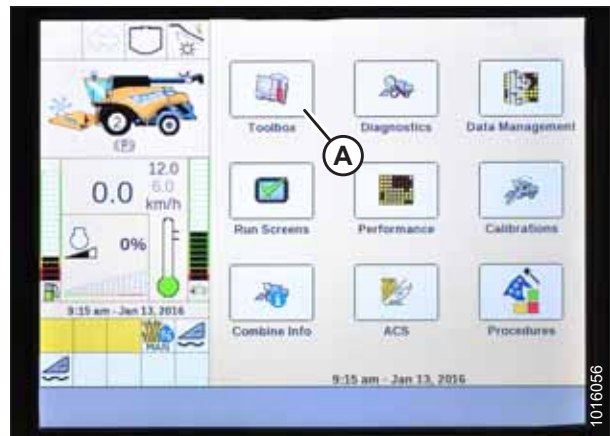 2
(P)
12.0
6.0
0.0 km/h
0%
9:15 am - Jan 13, 2016
MAN
Toolbox
Diagnostics
Data Management
A
Run Screens
Performance
Calibrations
Combine Info
ACS
Procedures
9:15 am - Jan 13, 2016
1016056